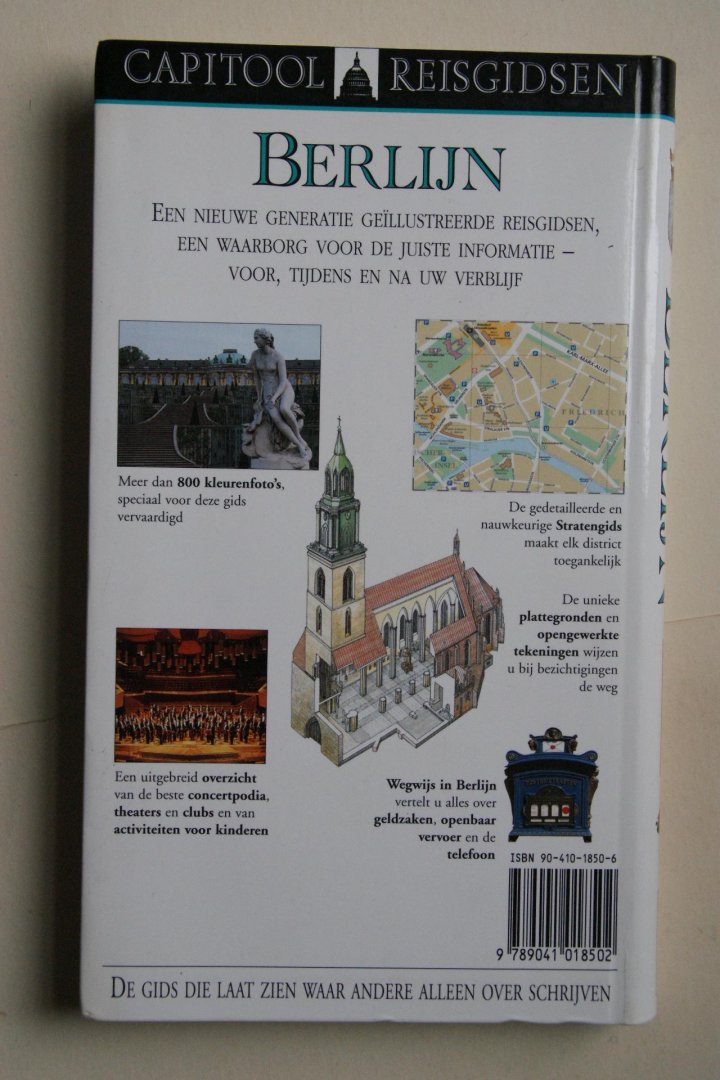 CAPITOOL REISGIDSEN
BERLIJN
EEN NIEUWE GENERATIE GEÏLLUSTREERDE REISGIDSEN,
EEN WAARBORG VOOR DE JUISTE INFORMATIE –
VOOR, TIJDENS EN NA UW VERBLIJF
Meer dan 800 kleurenfoto's,
speciaal voor deze gids
vervaardigd
KARL-MARX-ALLEE
FRIEDRICH
De gedetailleerde en
nauwkeurige Stratengids
maakt elk district
toegankelijk
De unieke
plattegronden en
opengewerkte
tekeningen wijzen
u bij bezichtigingen
de weg
Een uitgebreid overzicht
van de beste concertpodia,
theaters en clubs en van
activiteiten voor kinderen
Wegwijs in Berlijn
vertelt u alles over
geldzaken, openbaar
vervoer en de
telefoon
ISBN 90-410-1850-6
9 789041 018502
DE GIDS DIE LAAT ZIEN WAAR ANDERE ALLEEN OVER SCHRIJVEN